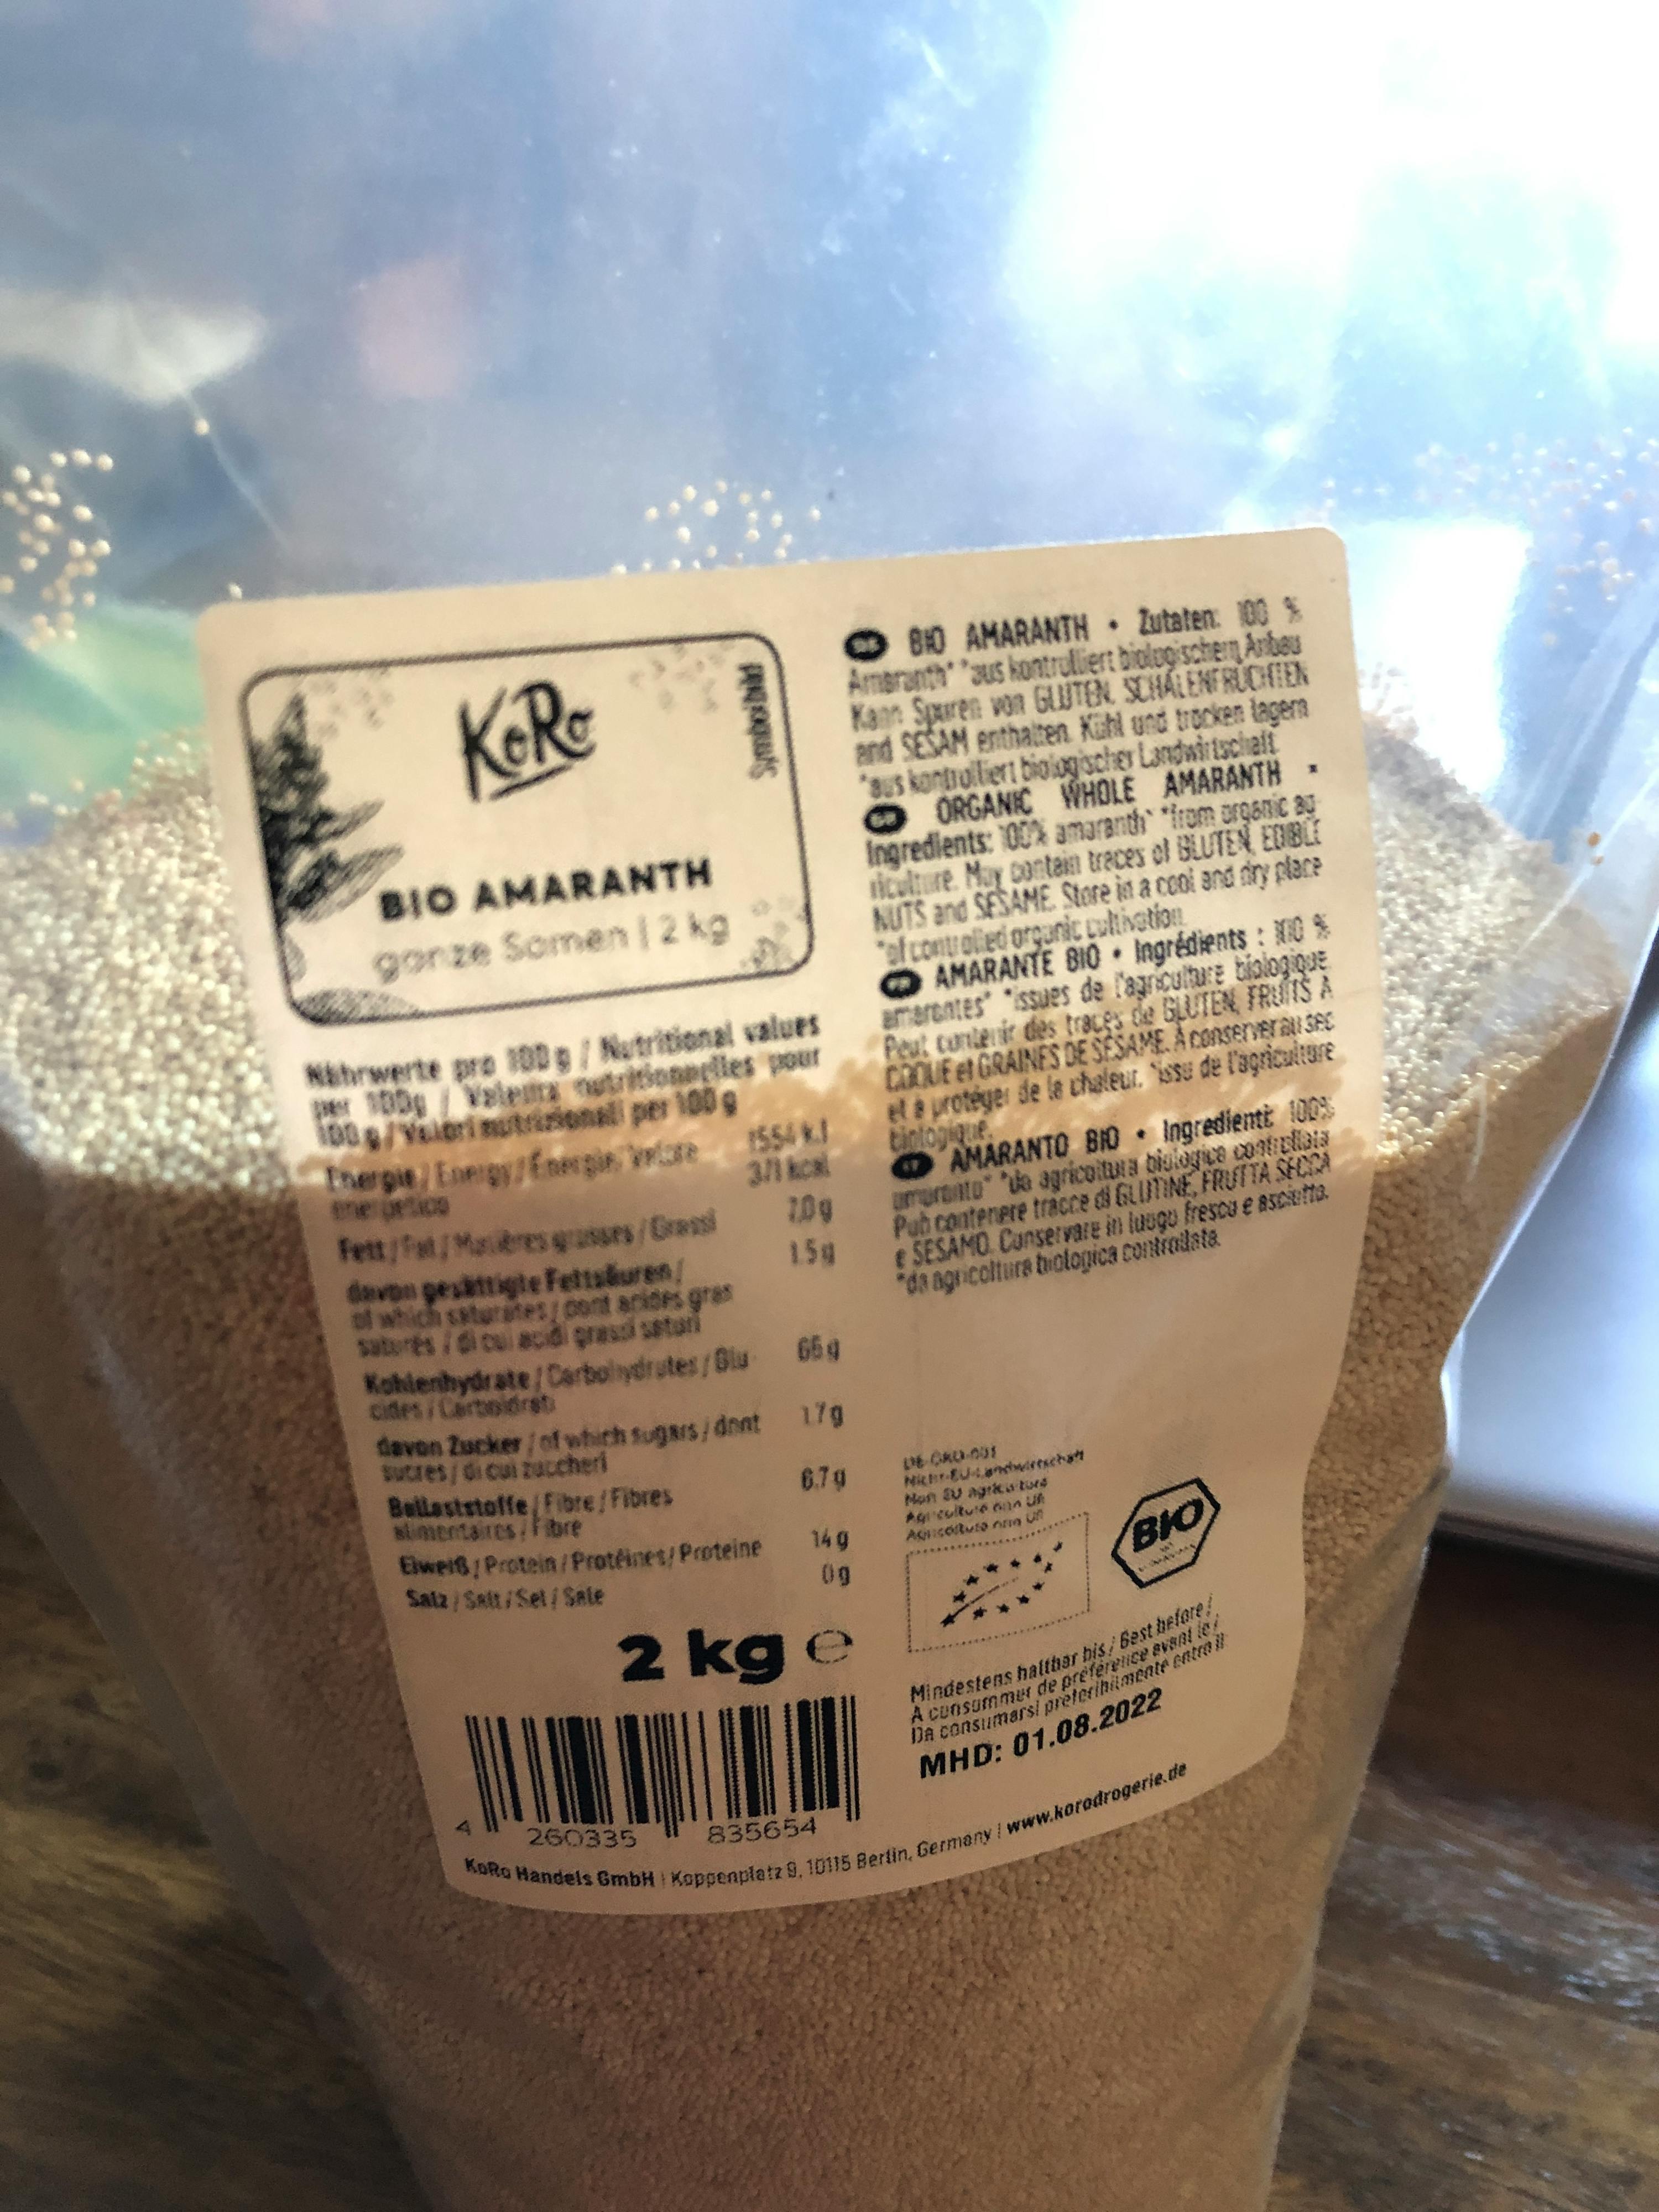 KoRo
BIO AMARANTH
ganze Samen | 2 kg
Nährwerte pro 100 g / Nutritional values
per 100g / Valeurs nutritionnelles pour
100 g / Valori nutrizionali per 100 g
Energie / Energy / Énergie / Valore
energetico
1554 kJ
371 kcal
Fett / Fat / Matières grasses / Grassi
7,0 g
davon gesättigte Fettsäuren /
of which saturates / dont acides gras
saturés / di cui acidi grassi saturi
1.5 g
Kohlenhydrate / Carbohydrates / Glu-
cides / Carboidrati
66 g
davon Zucker / of which sugars / dont
sucres / di cui zuccheri
1.7 g
Ballaststoffe / Fibre / Fibres
alimentaires / Fibre
6.7 g
Eiweiß / Protein / Protéines / Proteine
14 g
Salz / Salt / Sel / Sale
0 g
2 kg e
4 260335 835654
BIO AMARANTH • Zutaten: 100 %
Amaranth* *aus kontrolliert biologischem Anbau
Kann Spuren von GLUTEN, SCHALENFRÜCHTEN
und SESAM enthalten. Kühl und trocken lagern
*aus kontrolliert biologischer Landwirtschaft
ORGANIC WHOLE AMARANTH •
Ingredients: 100% amaranth* *from organic ag-
riculture. May contain traces of GLUTEN, EDIBLE
NUTS and SESAME. Store in a cool and dry place
*of controlled organic cultivation.
AMARANTE BIO • Ingrédients : 100 %
amarantes* *issues de l'agriculture biologique.
Peut contenir des traces de GLUTEN, FRUITS À
COQUE et GRAINES DE SÉSAME. À conserver au sec
et à protéger de la chaleur. *issu de l'agriculture
biologique.
AMARANTO BIO • Ingredienti: 100%
amaranto* *da agricoltura biologica controllata
Può contenere tracce di GLUTINE, FRUTTA SECCA
e SESAMO. Conservare in luogo fresco e asciutto.
*da agricoltura biologica controllata.
DE-ÖKO-001
Nicht-EU-Landwirtschaft
Non EU agriculture
Agriculture non UE
Agricoltura non UE
BIO
Mindestens haltbar bis / Best before /
À consommer de préférence avant le /
Da consumarsi preferibilmente entro il
MHD: 01.08.2022
KoRo Handels GmbH | Koppenplatz 9, 10115 Berlin, Germany | www.korodrogerie.de